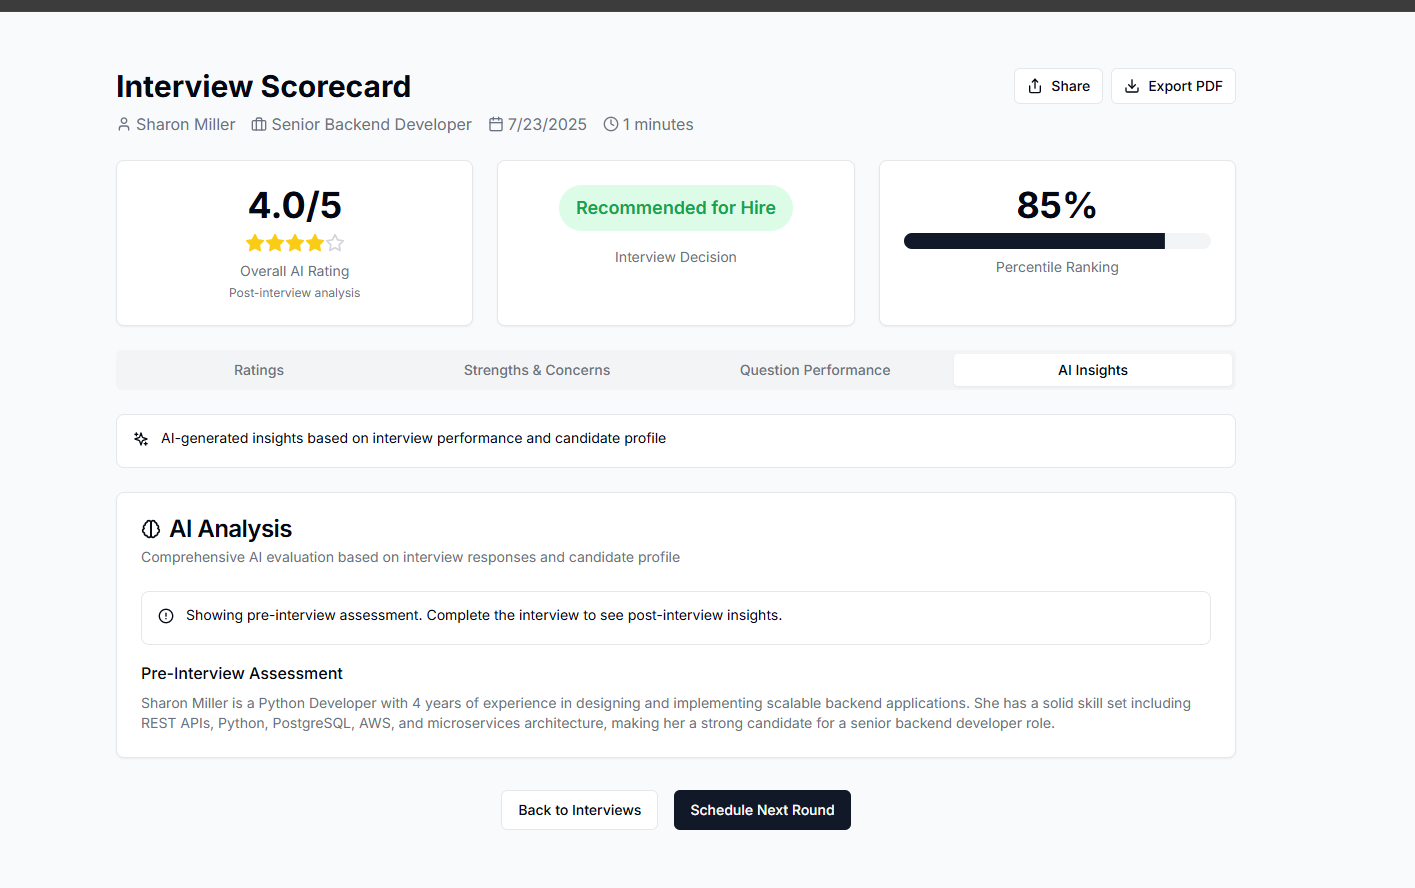 Interview Scorecard
Share
Export PDF
Sharon Miller
Senior Backend Developer
7/23/2025
1 minutes
4.0/5
Overall AI Rating
Post-interview analysis
Recommended for Hire
Interview Decision
85%
Percentile Ranking
Ratings
Strengths & Concerns
Question Performance
AI Insights
AI-generated insights based on interview performance and candidate profile
AI Analysis
Comprehensive AI evaluation based on interview responses and candidate profile
Showing pre-interview assessment. Complete the interview to see post-interview insights.
Pre-Interview Assessment
Sharon Miller is a Python Developer with 4 years of experience in designing and implementing scalable backend applications. She has a solid skill set including
REST APIs, Python, PostgreSQL, AWS, and microservices architecture, making her a strong candidate for a senior backend developer role.
Back to Interviews
Schedule Next Round